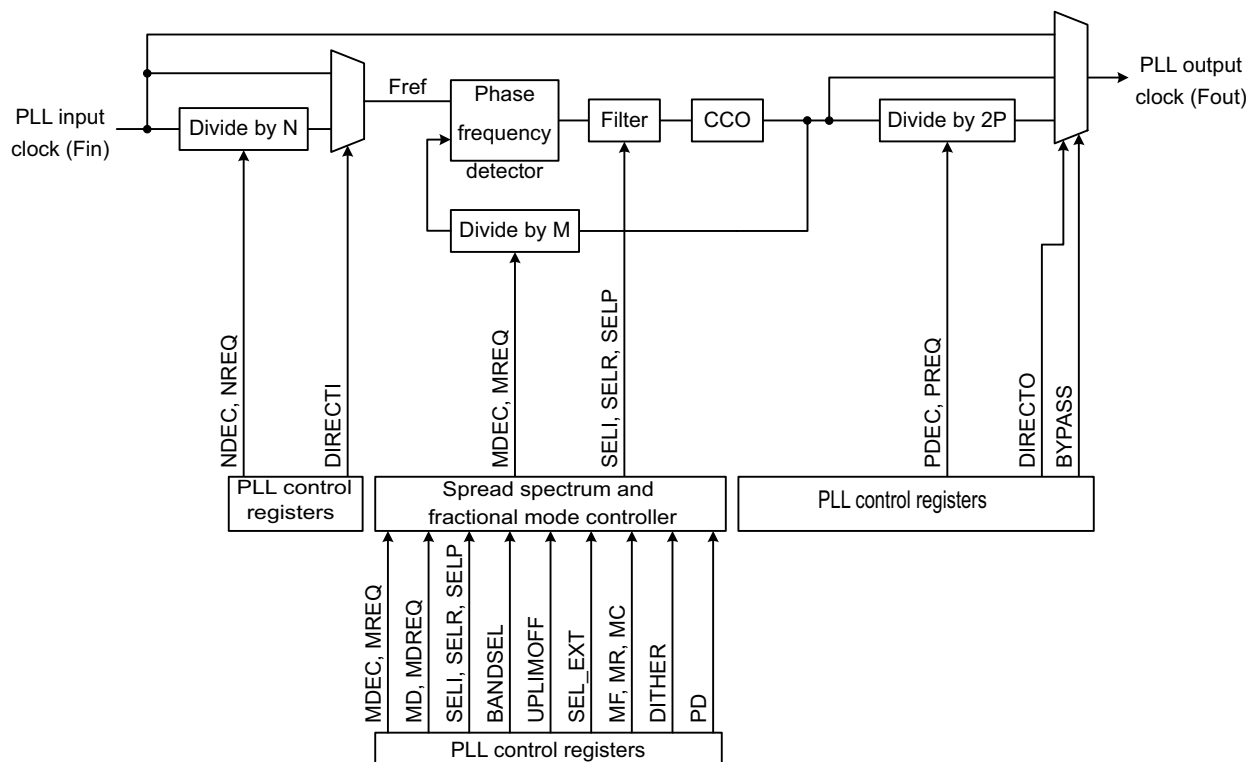 PLL input
clock (Fin)
Divide by N
Fref
Phase
frequency
detector
Filter
CCO
Divide by 2P
PLL output
clock (Fout)
Divide by M
NDEC, NREQ
DIRECTI
MDEC, MREQ
SELI, SELR, SELP
PDEC, PREQ
DIRECTO
BYPASS
PLL control
registers
Spread spectrum and
fractional mode controller
PLL control registers
MDEC, MREQ
MD, MDREQ
SELI, SELR, SELP
BANDSEL
UPLIMOFF
SEL_EXT
MF, MR, MC
DITHER
PD
PLL control registers